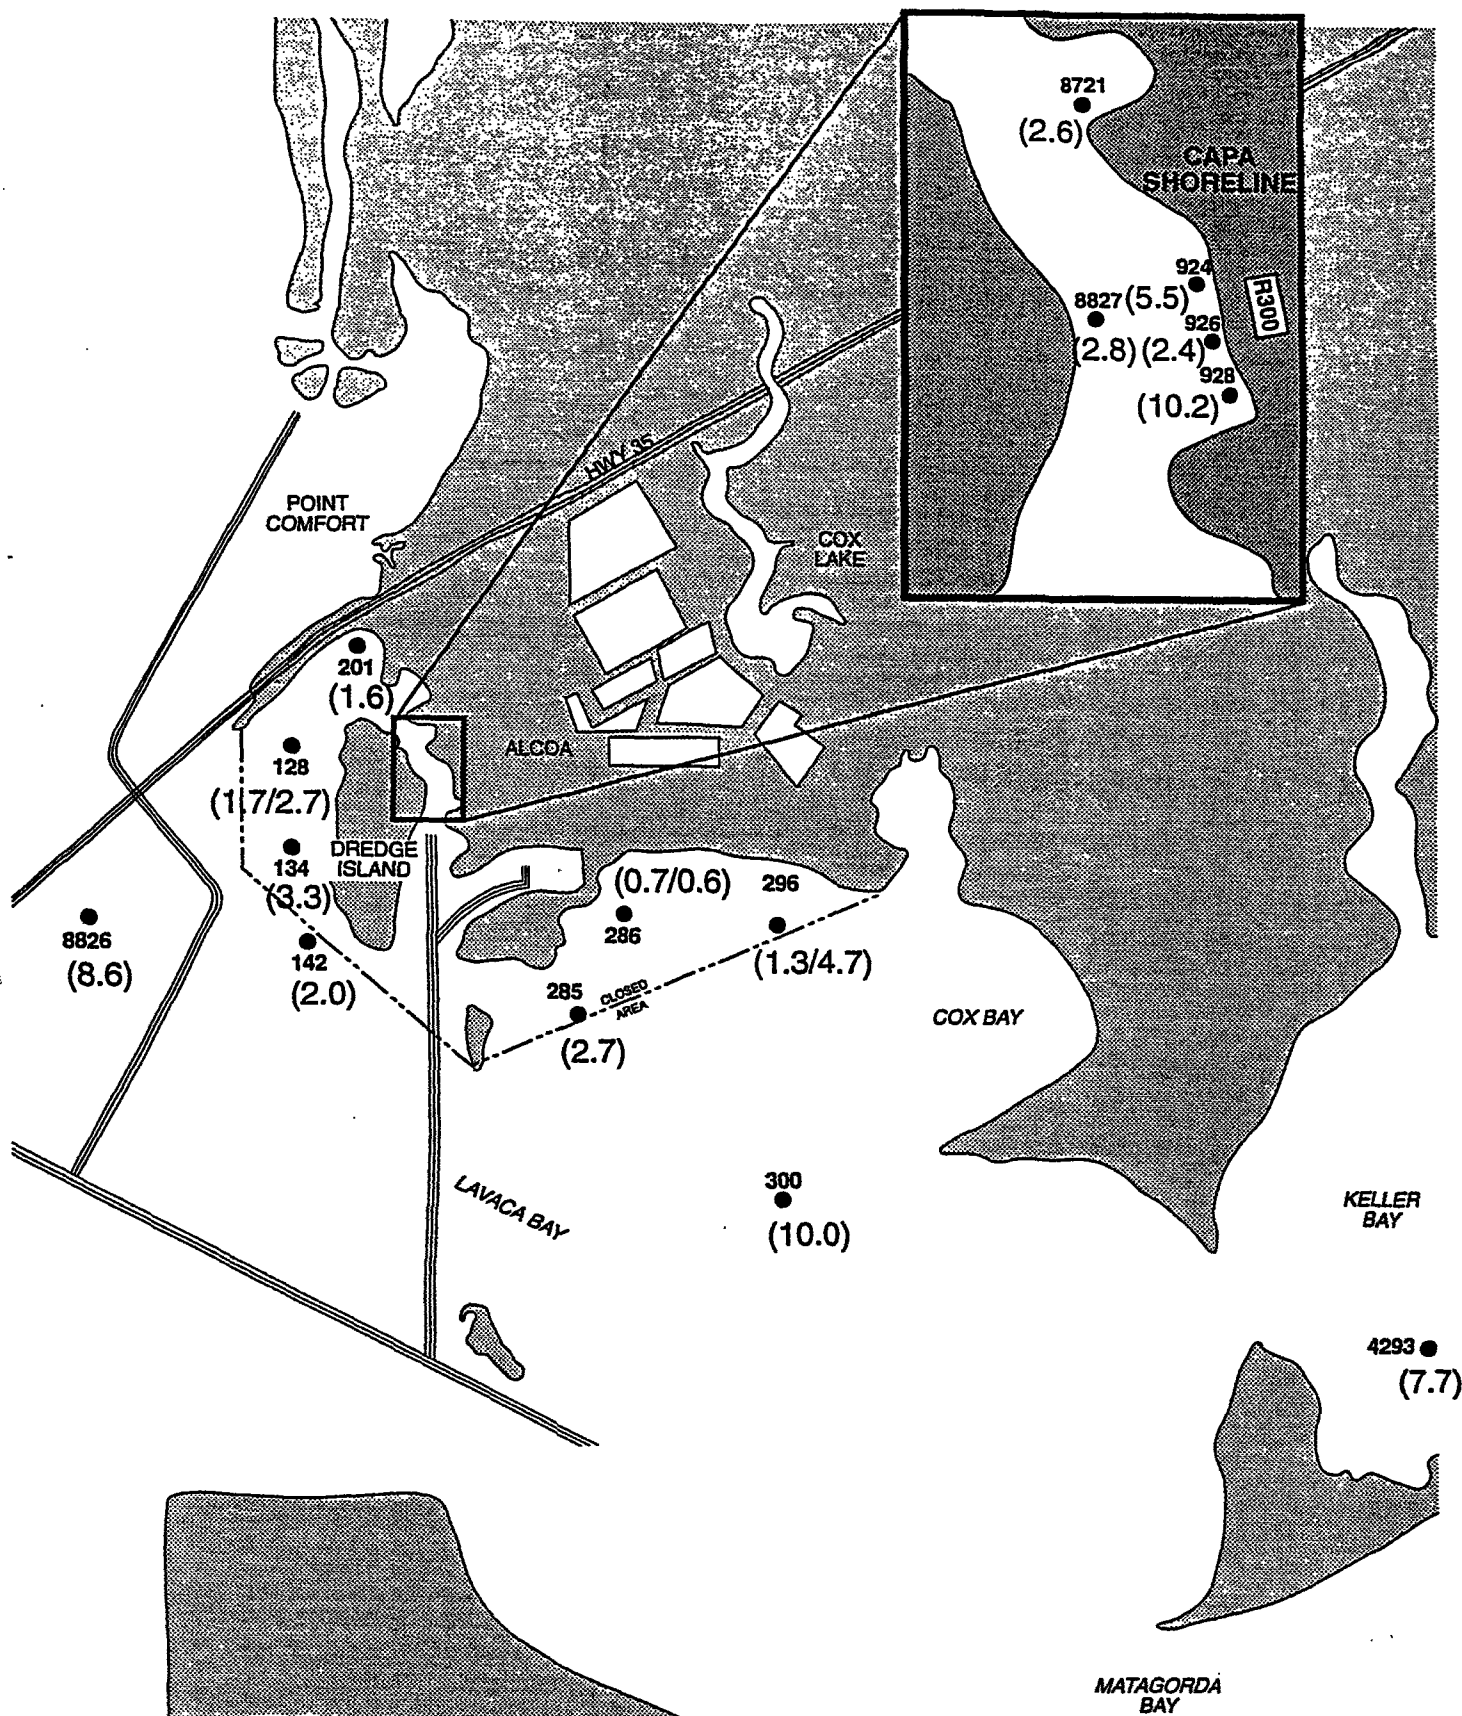 8721
(2.6)
CAPA
SHORELINE
924
8827 (5.5)
R300
926
(2.8) (2.4)
928
(10.2)
HWY 35
POINT
COMFORT
COX
LAKE
201
(1.6)
ALCOA
128
(1.7/2.7)
DREDGE
ISLAND
134
(3.3)
(0.7/0.6)
296
8826
(8.6)
286
142
(2.0)
(1.3/4.7)
285
CLOSED
AREA
(2.7)
COX BAY
LAVACA BAY
300
(10.0)
KELLER
BAY
4293
(7.7)
MATAGORDA
BAY